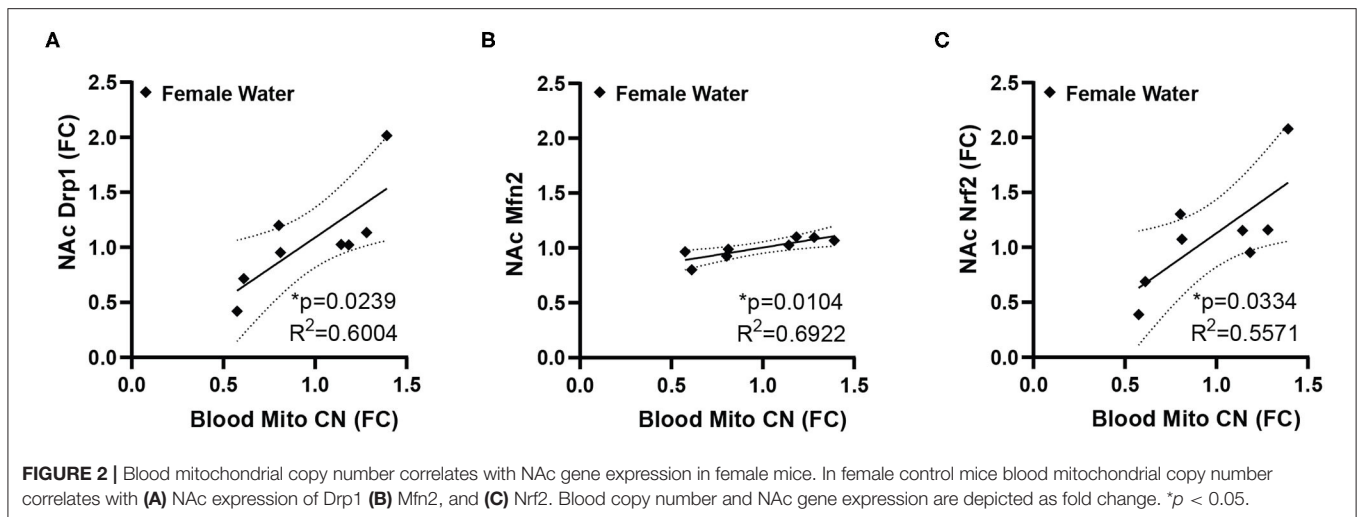 A
B
C
NAc Drp1 (FC)
2.5
2.0
1.5
1.0
0.5
0.0
Female Water
*p=0.0239
R²=0.6004
0.0 0.5 1.0 1.5
Blood Mito CN (FC)
NAc Mfn2
2.5
2.0
1.5
1.0
0.5
0.0
Female Water
*p=0.0104
R²=0.6922
0.0 0.5 1.0 1.5
Blood Mito CN (FC)
NAc Nrf2 (FC)
2.5
2.0
1.5
1.0
0.5
0.0
Female Water
*p=0.0334
R²=0.5571
0.0 0.5 1.0 1.5
Blood Mito CN (FC)
FIGURE 2 | Blood mitochondrial copy number correlates with NAc gene expression in female mice. In female control mice blood mitochondrial copy number
correlates with (A) NAc expression of Drp1 (B) Mfn2, and (C) Nrf2. Blood copy number and NAc gene expression are depicted as fold change. *p < 0.05.